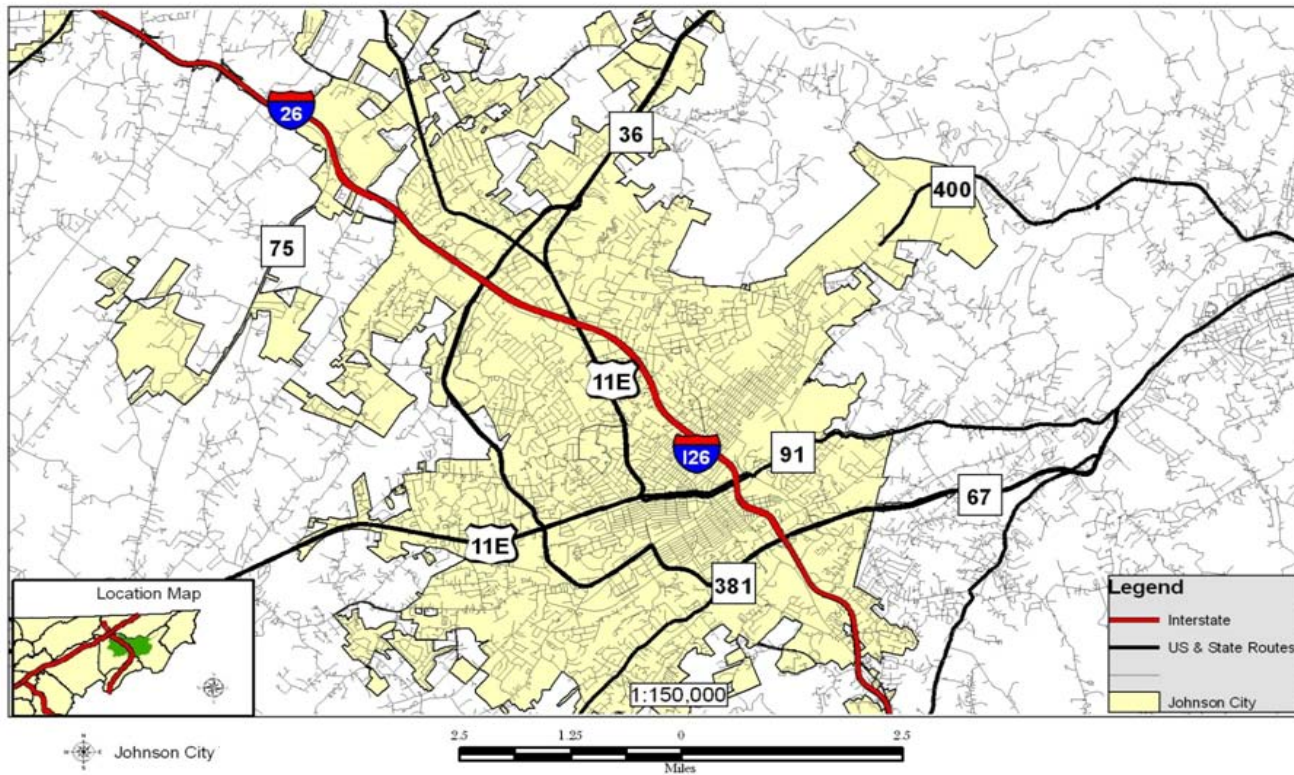 26
36
400
75
11E
I26
91
67
11E
381
Location Map
1:150,000
Legend
Interstate
US & State Routes
Johnson City
N
W
E
S
Johnson City
2.5 1.25 0 2.5
Miles